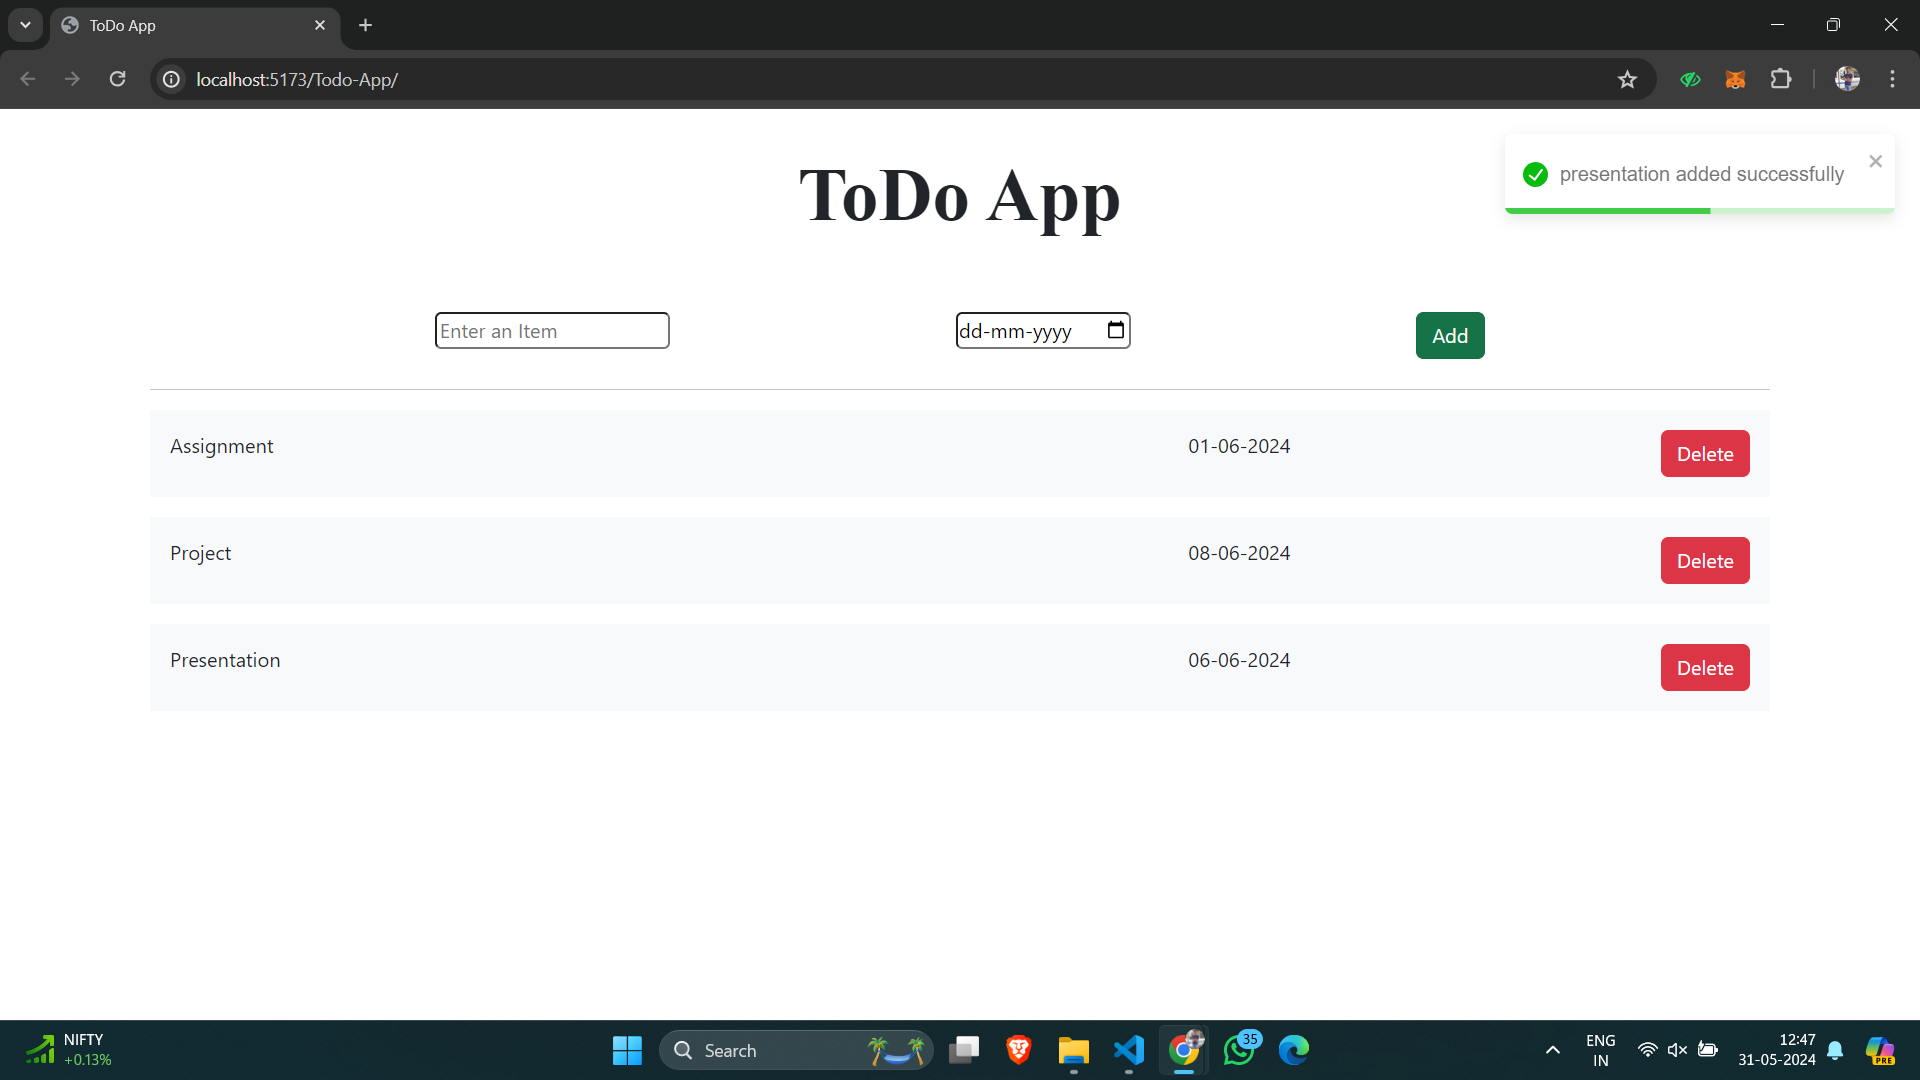 ToDo App
localhost:5173/Todo-App/
ToDo App
presentation added successfully
Enter an Item
dd-mm-yyyy
Add
Assignment 01-06-2024 Delete
Project 08-06-2024 Delete
Presentation 06-06-2024 Delete
NIFTY
+0.13%
Search
35
ENG
IN
12:47
31-05-2024
PRE